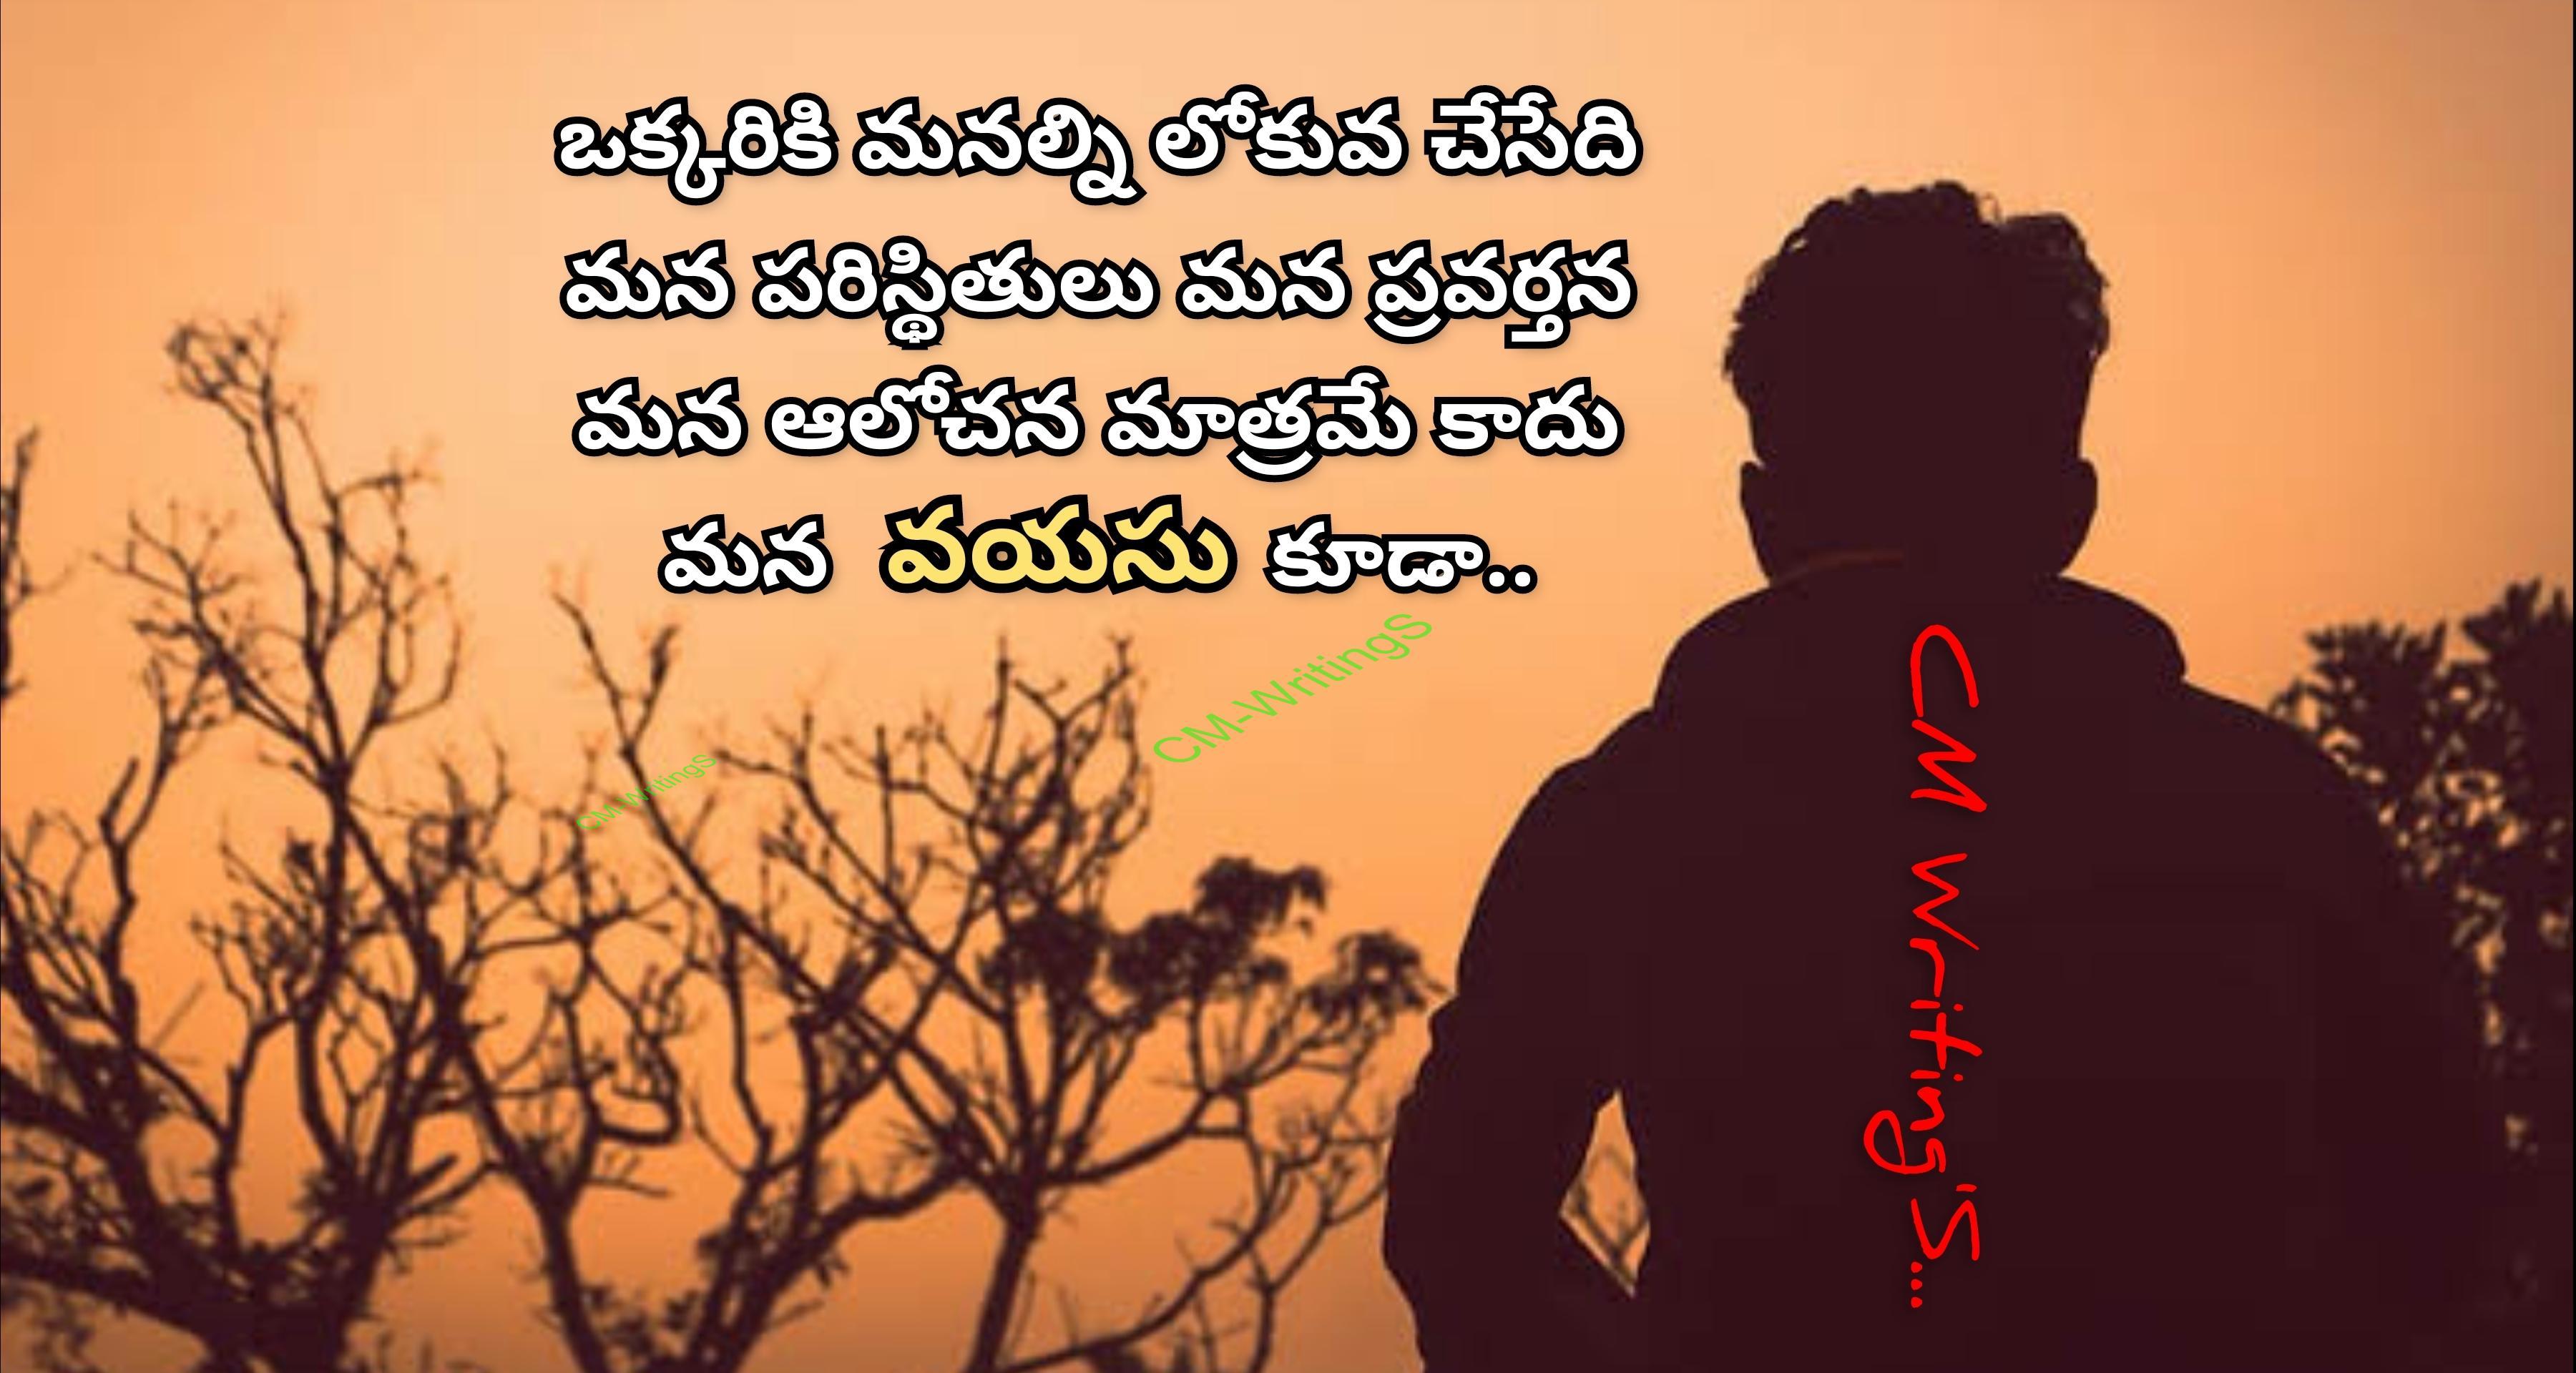 ఒక్కరికి మనల్ని లోకువ చేసేది
మన పరిస్థితులు మన ప్రవర్తన
మన ఆలోచన మాత్రమే కాదు
మన వయసు కూడా..
CM-WritingS
CM-WritingS
CM Writing'S...